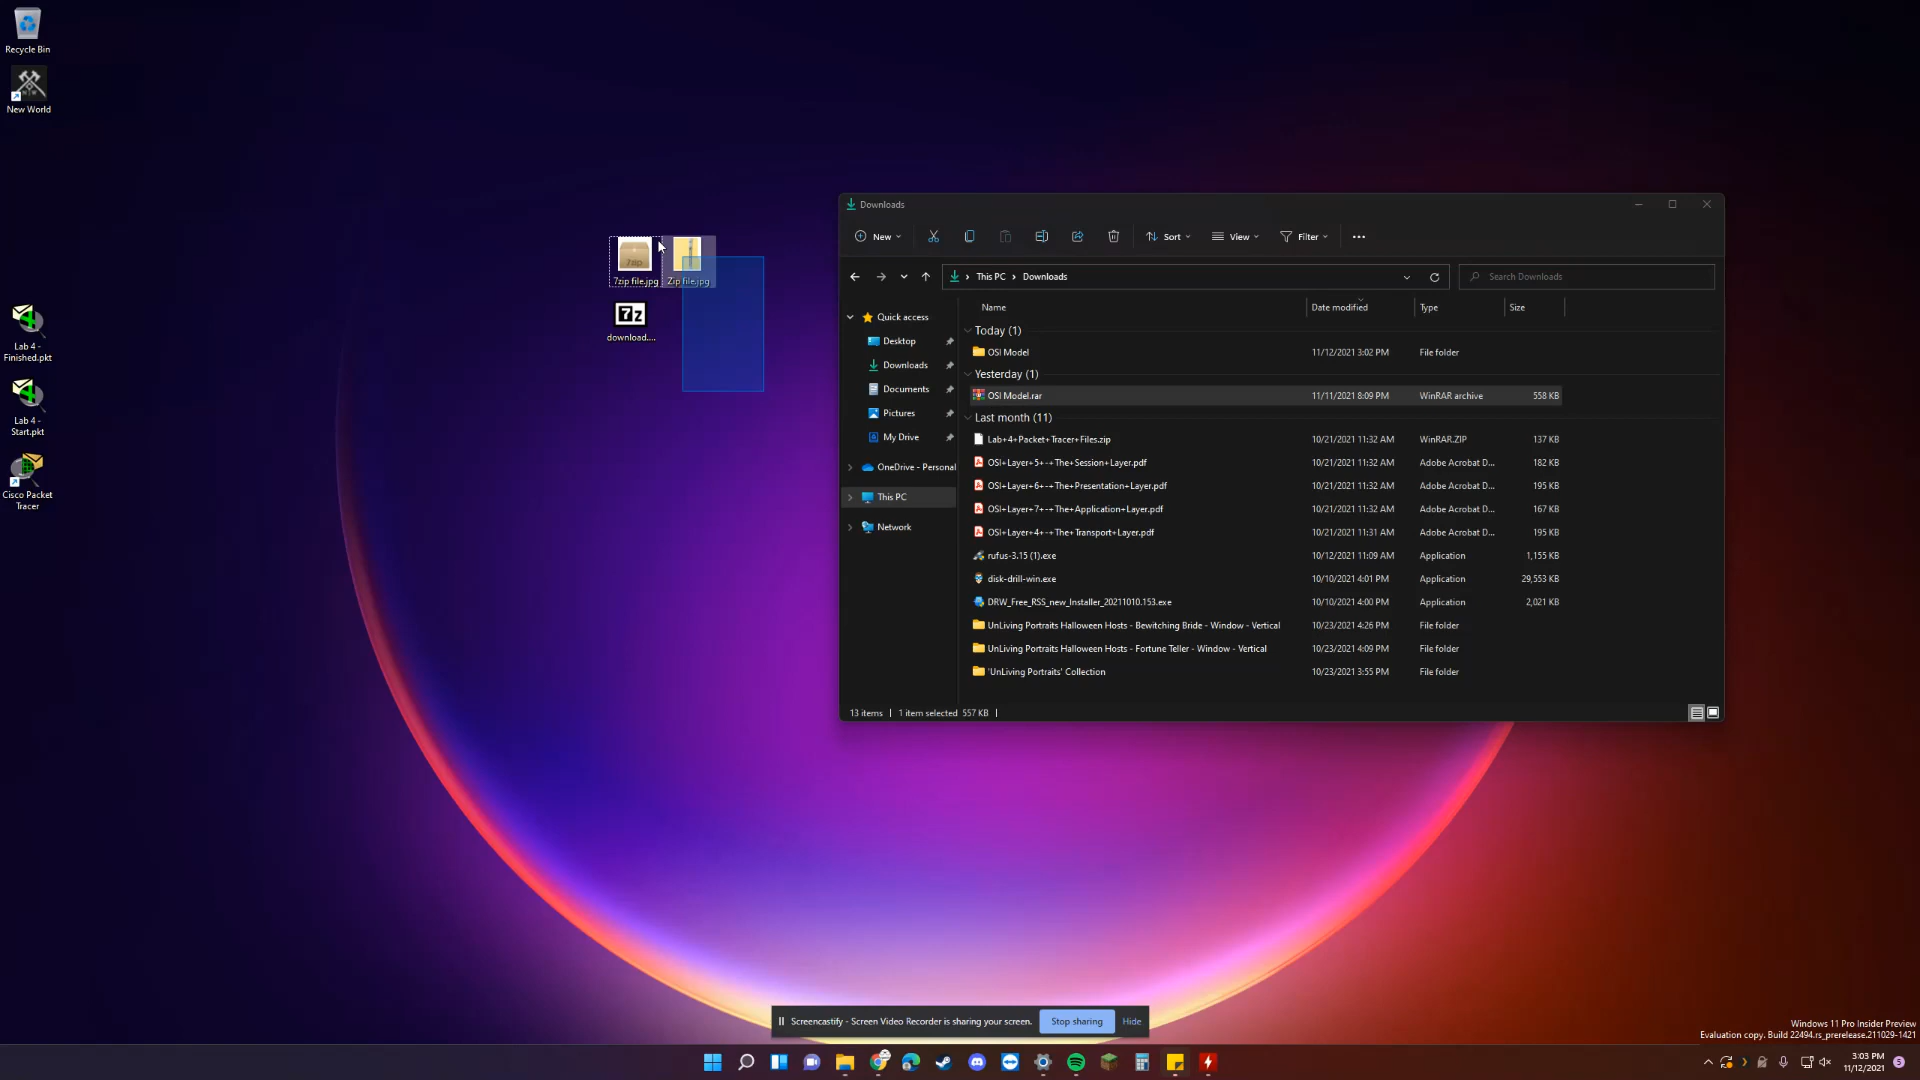 Recycle Bin
New World
Lab 4 -
Finished.pkt
Lab 4 -
Start.pkt
Cisco Packet
Tracer
7zip
7zip file.jpg
Zip file.jpg
7z
download....
Downloads
New
Sort
View
Filter
This PC
Downloads
Search Downloads
Quick access
Desktop
Downloads
Documents
Pictures
My Drive
OneDrive - Personal
This PC
Network
Name Date modified Type Size
Today (1)
OSI Model 11/12/2021 3:02 PM File folder
Yesterday (1)
OSI Model.rar 11/11/2021 8:09 PM WinRAR archive 558 KB
Last month (11)
Lab+4+Packet+Tracer+Files.zip 10/21/2021 11:32 AM WinRAR.ZIP 137 KB
OSI+Layer+5+-+The+Session+Layer.pdf 10/21/2021 11:32 AM Adobe Acrobat D... 182 KB
OSI+Layer+6+-+The+Presentation+Layer.pdf 10/21/2021 11:32 AM Adobe Acrobat D... 195 KB
OSI+Layer+7+-+The+Application+Layer.pdf 10/21/2021 11:32 AM Adobe Acrobat D... 167 KB
OSI+Layer+4+-+The+Transport+Layer.pdf 10/21/2021 11:31 AM Adobe Acrobat D... 195 KB
rufus-3.15 (1).exe 10/12/2021 11:09 AM Application 1,155 KB
disk-drill-win.exe 10/10/2021 4:01 PM Application 29,553 KB
DRW_Free_RSS_new_Installer_20211010.153.exe 10/10/2021 4:00 PM Application 2,021 KB
UnLiving Portraits Halloween Hosts - Bewitching Bride - Window - Vertical 10/23/2021 4:26 PM File folder
UnLiving Portraits Halloween Hosts - Fortune Teller - Window - Vertical 10/23/2021 4:09 PM File folder
'UnLiving Portraits' Collection 10/23/2021 3:55 PM File folder
13 items 1 item selected 557 KB
Screencastify - Screen Video Recorder is sharing your screen.
Stop sharing
Hide
Windows 11 Pro Insider Preview
Evaluation copy. Build 22494.rs_prerelease.211029-1421
3:03 PM
11/12/2021
5